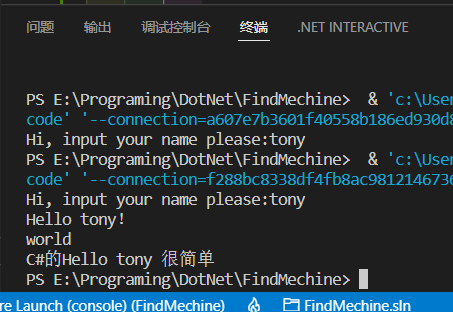 问题 输出 调试控制台 终端 .NET INTERACTIVE
PS E:\Programing\DotNet\FindMechine> & 'c:\User
code' '--connection=a607e7b3601f40558b186ed930d8
Hi, input your name please:tony
PS E:\Programing\DotNet\FindMechine> & 'c:\User
code' '--connection=f288bc8338df4fb8ac9812146736
Hi, input your name please:tony
Hello tony!
world
C#的Hello tony 很简单
PS E:\Programing\DotNet\FindMechine>
re Launch (console) (FindMechine) FindMechine.sln